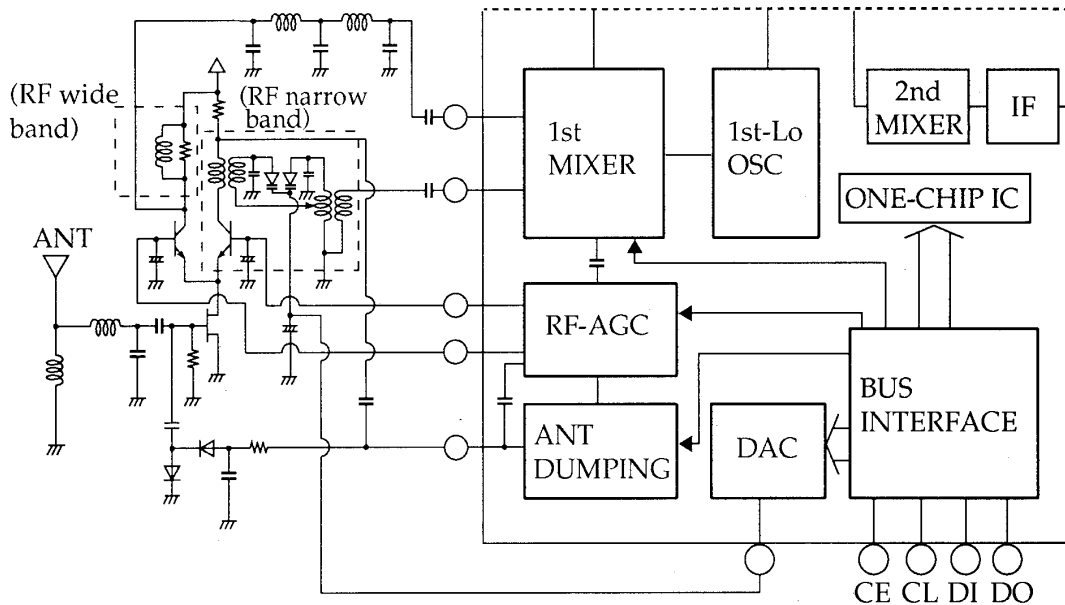 (RF wide
band)
(RF narrow
band)
ANT
1st
MIXER
1st-Lo
OSC
2nd
MIXER
IF
ONE-CHIP IC
RF-AGC
ANT
DUMPING
DAC
BUS
INTERFACE
CE
CL
DI
DO